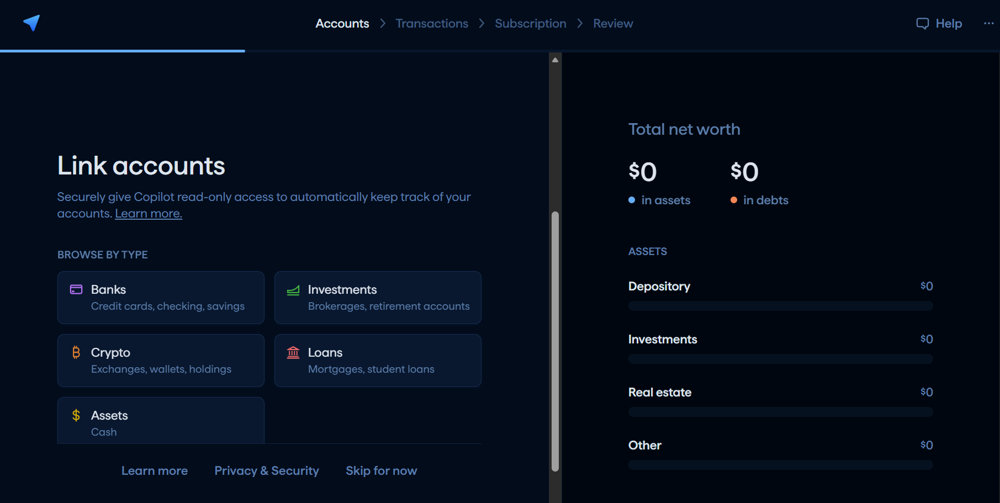 Accounts > Transactions > Subscription > Review
Help
Link accounts
Securely give Copilot read-only access to automatically keep track of your
accounts. Learn more.
BROWSE BY TYPE
Banks
Credit cards, checking, savings
Investments
Brokerages, retirement accounts
Crypto
Exchanges, wallets, holdings
Loans
Mortgages, student loans
Assets
Cash
Learn more
Privacy & Security
Skip for now
Total net worth
$0
in assets
$0
in debts
ASSETS
Depository $0
Investments $0
Real estate $0
Other $0